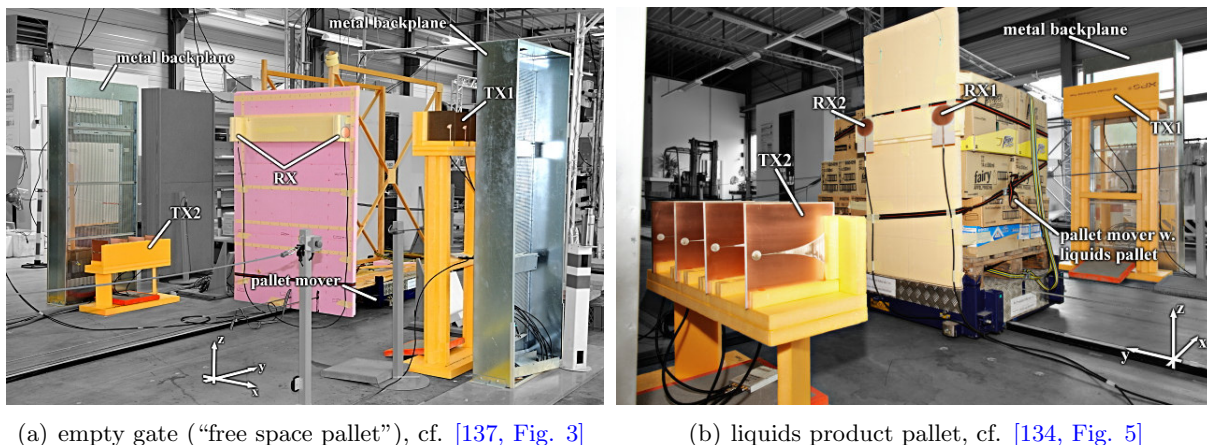 metal backplane
metal backplane
TX1
RX
TX2
pallet mover
z
y
x
(a) empty gate (“free space pallet”), cf. [137, Fig. 3]
metal backplane
RX2
RX1
TX1
TX2
fairy
pallet mover w.
liquids pallet
z
x
y
(b) liquids product pallet, cf. [134, Fig. 5]